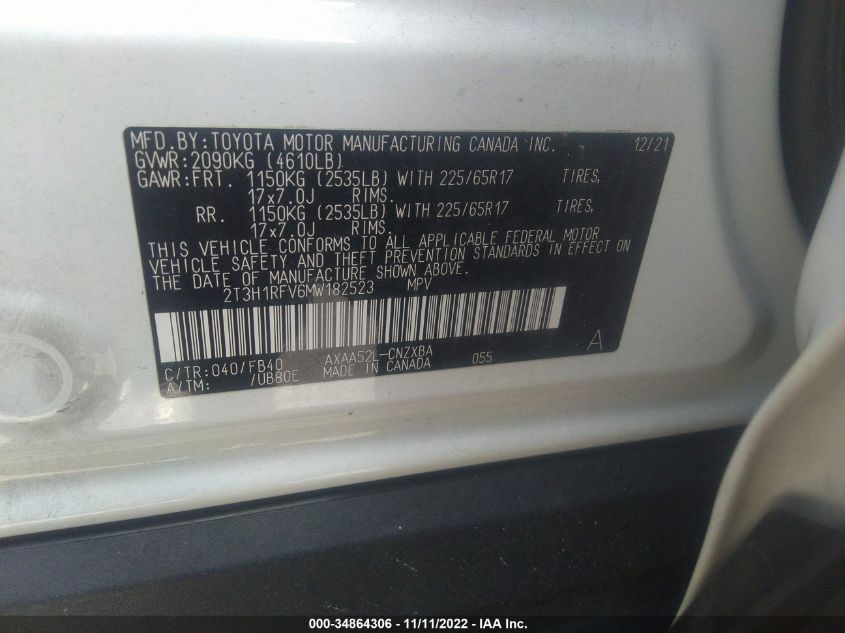 MFD.BY:TOYOTA MOTOR MANUFACTURING CANADA INC. 12/21
GVWR:2090KG (4610LB)
GAWR:FRT. 1150KG (2535LB) WITH 225/65R17 TIRES,
17x7.0J RIMS.
RR. 1150KG (2535LB) WITH 225/65R17 TIRES,
17x7.0J RIMS.
THIS VEHICLE CONFORMS TO ALL APPLICABLE FEDERAL MOTOR
VEHICLE SAFETY AND THEFT PREVENTION STANDARDS IN EFFECT ON
THE DATE OF MANUFACTURE SHOWN ABOVE.
2T3H1RFV6MW182523 MPV
C/TR:040/FB40 AXAA52L-CNZXBA 055 A
A/TM: /UB80E MADE IN CANADA
000-34864306 - 11/11/2022 - IAA Inc.